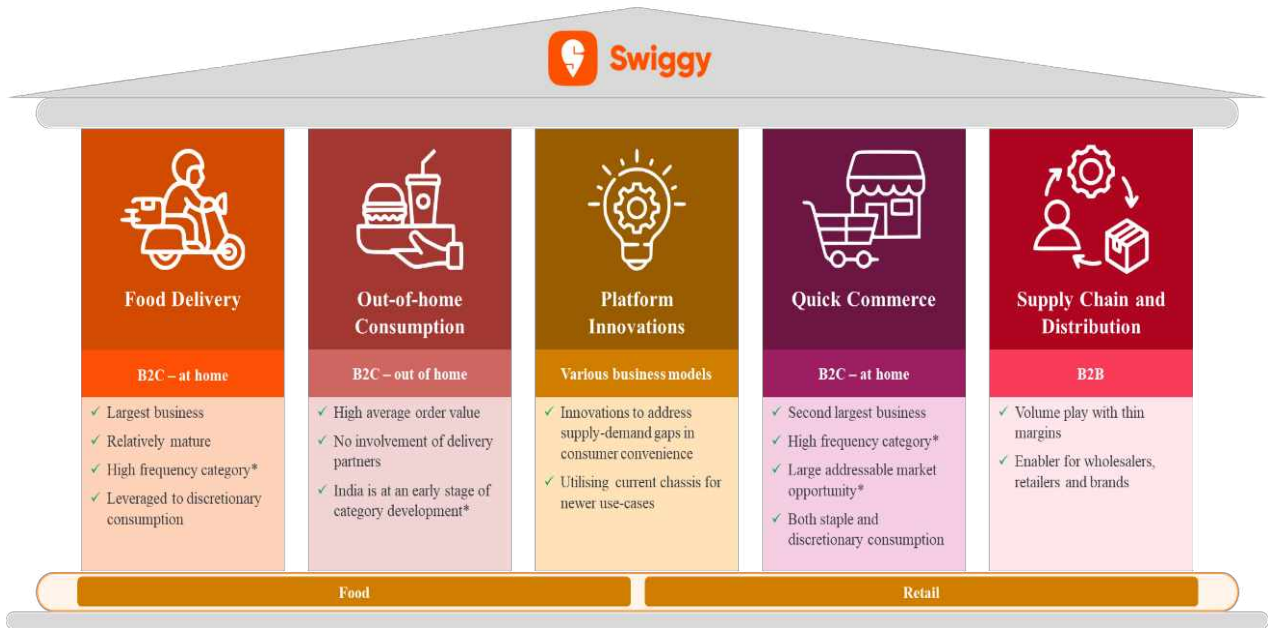 Swiggy
Food Delivery
B2C – at home
✓ Largest business
✓ Relatively mature
✓ High frequency category*
✓ Leveraged to discretionary
consumption
Out-of-home
Consumption
B2C – out of home
✓ High average order value
✓ No involvement of delivery
partners
✓ India is at an early stage of
category development*
Platform
Innovations
Various business models
✓ Innovations to address
supply-demand gaps in
consumer convenience
✓ Utilising current chassis for
newer use-cases
Quick Commerce
B2C – at home
✓ Second largest business
✓ High frequency category*
✓ Large addressable market
opportunity*
✓ Both staple and
discretionary consumption
Supply Chain and
Distribution
B2B
✓ Volume play with thin
margins
✓ Enabler for wholesalers,
retailers and brands
Food
Retail